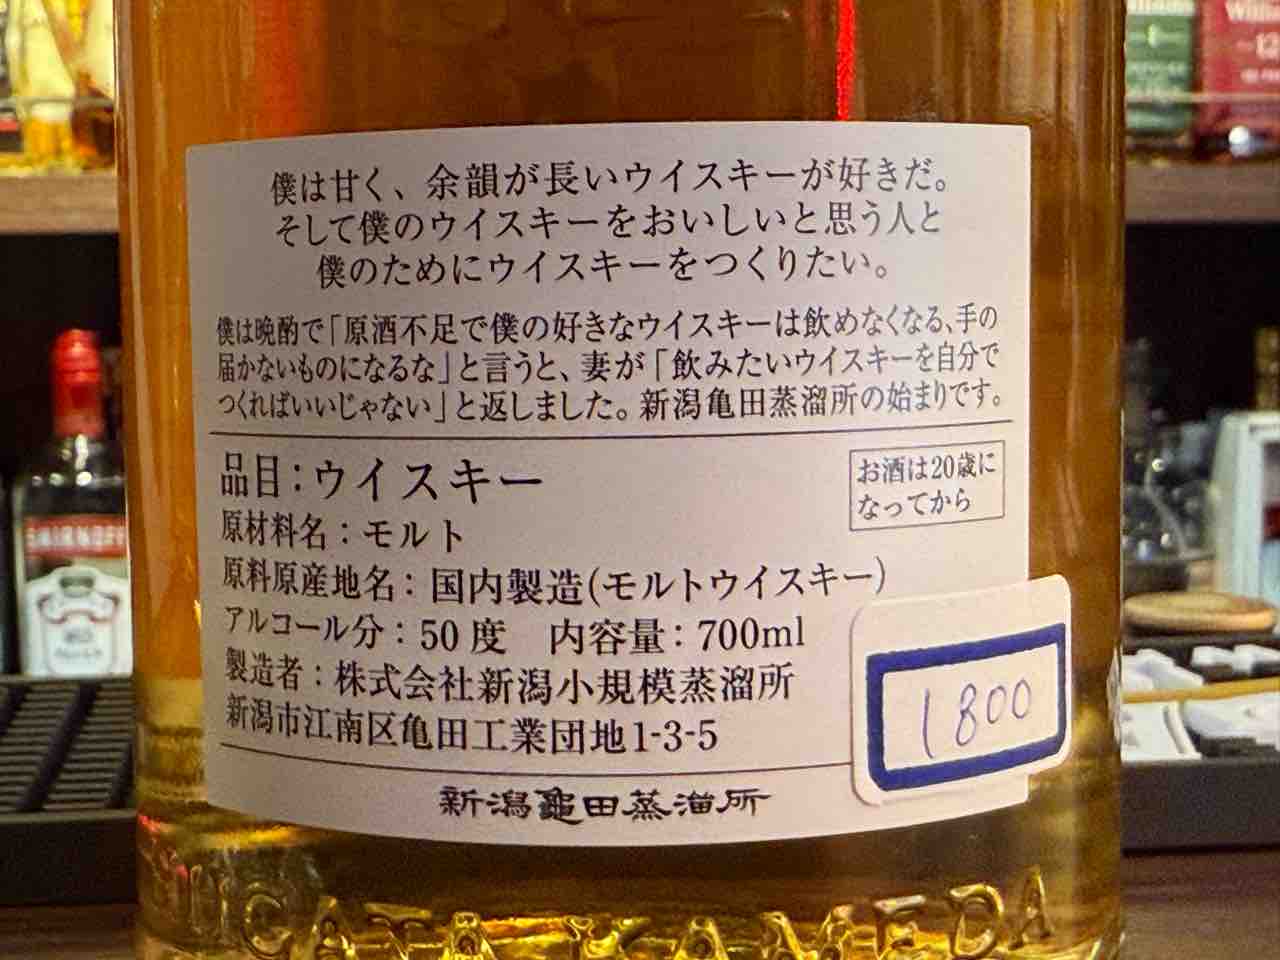 僕は甘く、余韻が長いウイスキーが好きだ。
そして僕のウイスキーをおいしいと思う人と
僕のためにウイスキーをつくりたい。
僕は晩酌で「原酒不足で僕の好きなウイスキーは飲めなくなる、手の
届かないものになるな」と言うと、妻が「飲みたいウイスキーを自分で
つくればいいじゃない」と返しました。新潟亀田蒸溜所の始まりです。
品目：ウイスキー
お酒は20歳に
なってから
原材料名：モルト
原料原産地名：国内製造(モルトウイスキー)
アルコール分：50度 内容量：700ml
製造者：株式会社新潟小規模蒸溜所
新潟市江南区亀田工業団地1-3-5
1800
新潟亀田蒸溜所
KAMEDA
SMIRNOFF
12